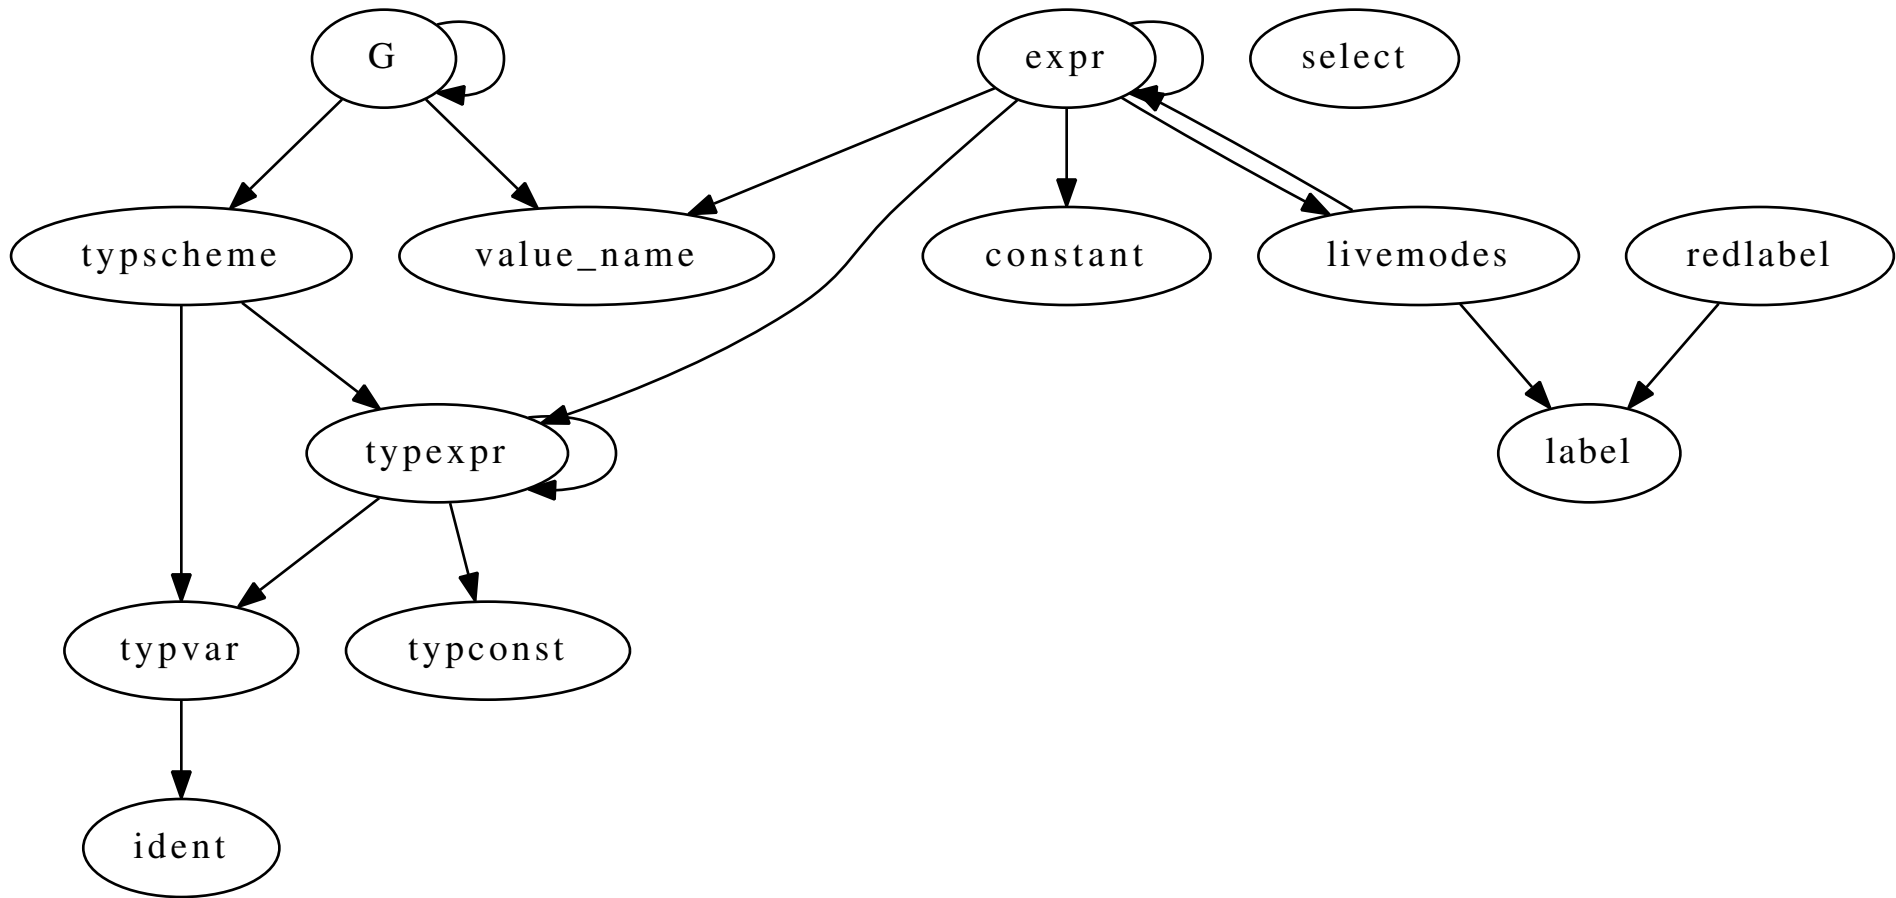 G
expr
select
typscheme
value_name
constant
livemodes
redlabel
typexpr
label
typvar
typconst
ident